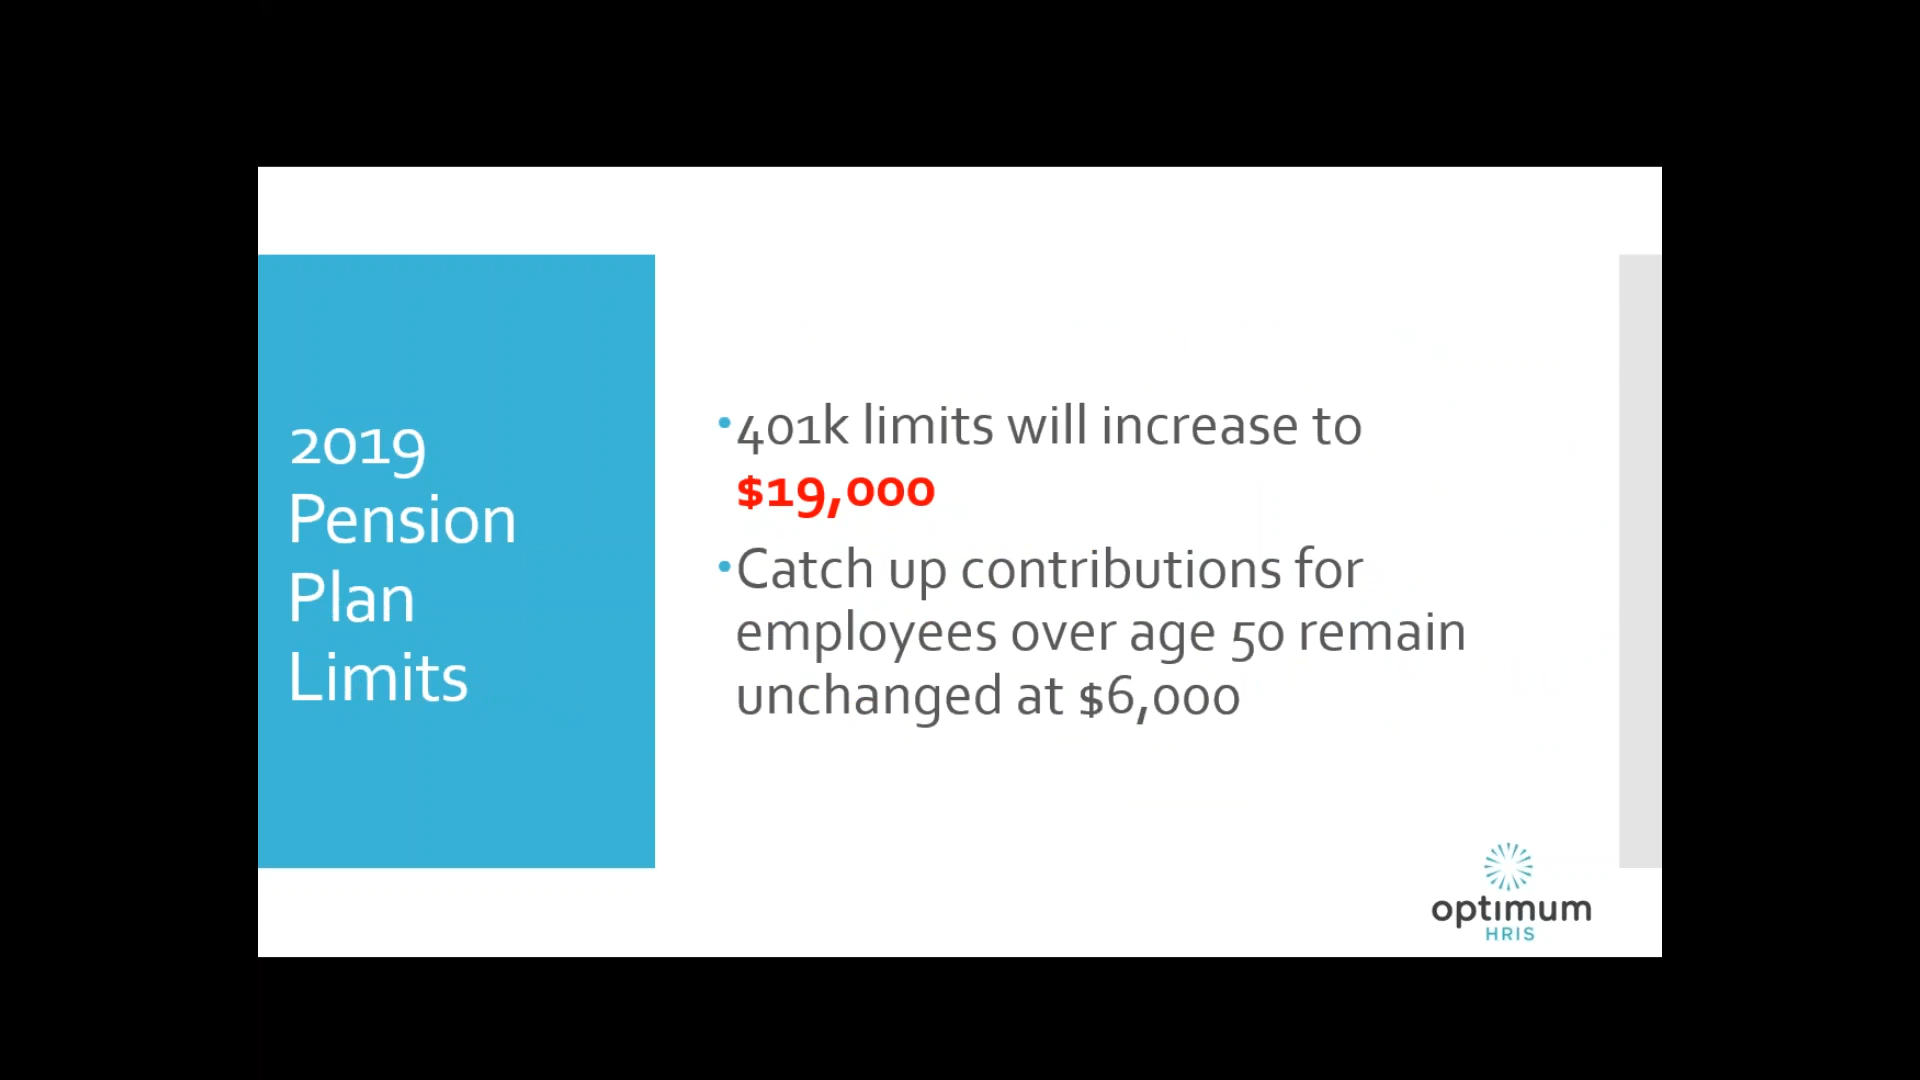 2019
Pension
Plan
Limits
•401k limits will increase to
$19,000
•Catch up contributions for
employees over age 50 remain
unchanged at $6,000
optimum
HRIS